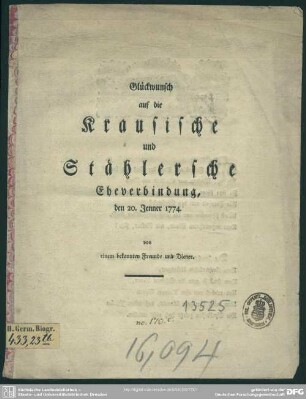 Glückwunsch
auf die
Krausische
und
Stählersche
Eheverbindung,
den 20. Jenner 1774.
von
einem bekannten Freunde und Diener.
13525
H. Germ. Biogr.
433,23
no.
16,094